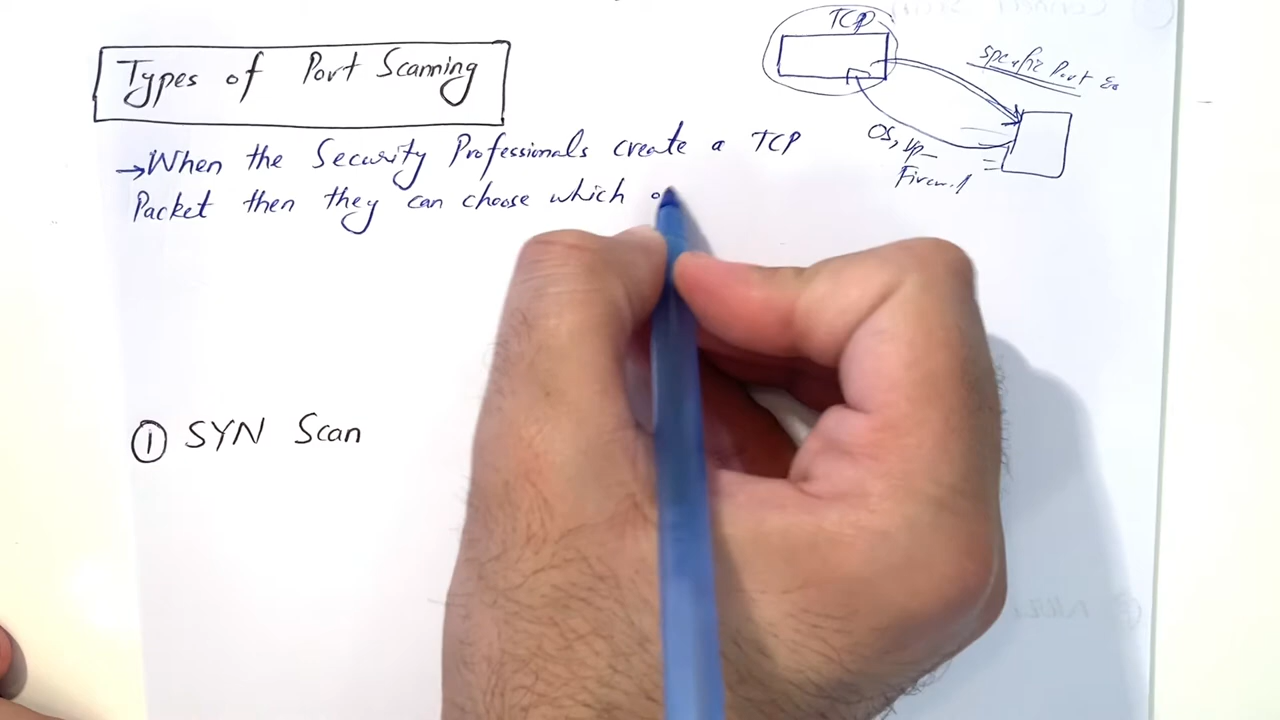 Types of Port Scanning
TCP
specific Port
OS, up
Firewall
→When the Security Professionals create a TCP
Packet then they can choose which
① SYN Scan